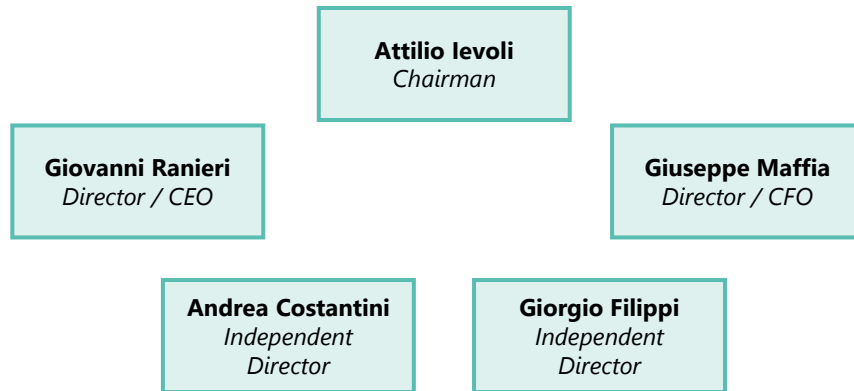 Attilio Ievoli
Chairman
Giovanni Ranieri
Director / CEO
Giuseppe Maffia
Director / CFO
Andrea Costantini
Independent
Director
Giorgio Filippi
Independent
Director